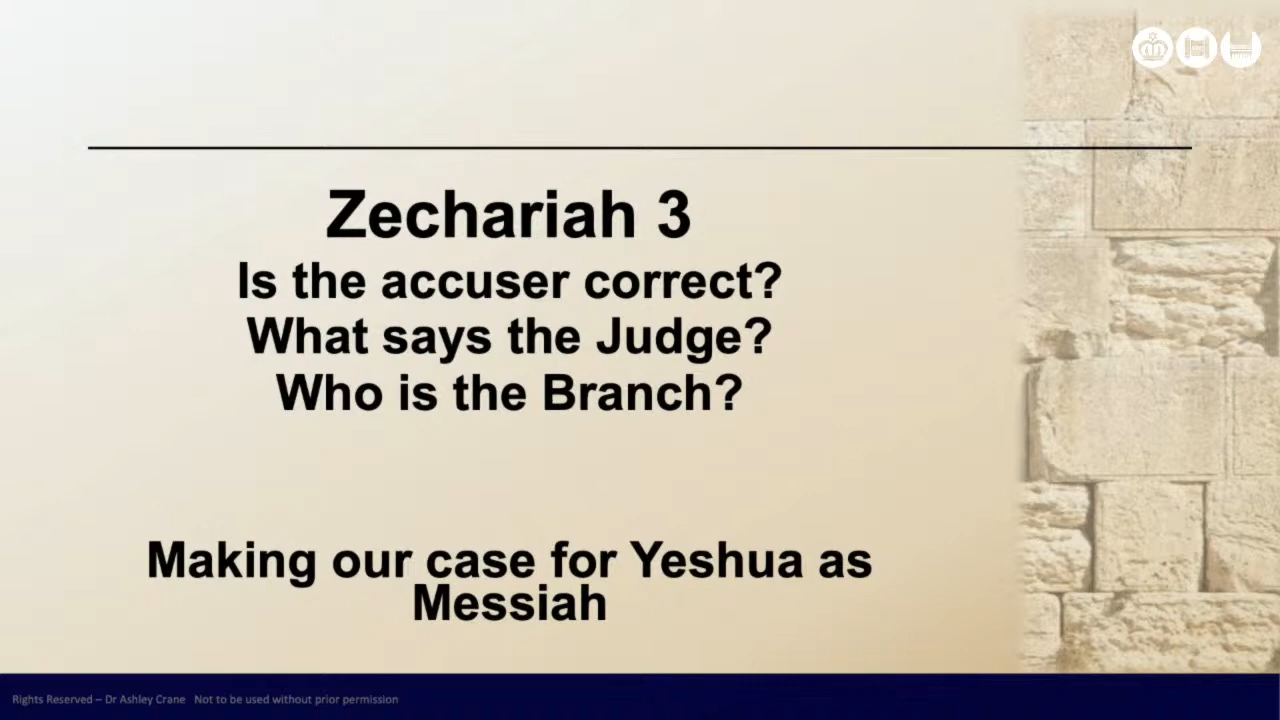 Zechariah 3
Is the accuser correct?
What says the Judge?
Who is the Branch?
Making our case for Yeshua as
Messiah
Rights Reserved – Dr Ashley Crane   Not to be used without prior permission